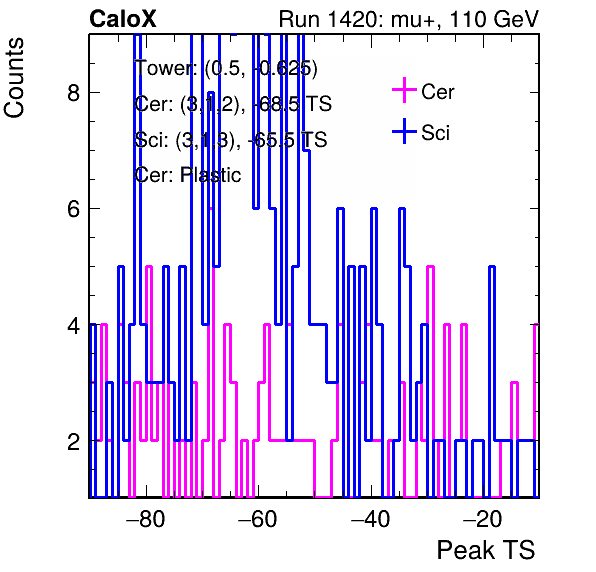 CaloX Run 1420: mu+, 110 GeV
Counts
Tower: (0.5, -0.625)
Cer: (3,1,2), -68.5 TS
Sci: (3,1,3), -65.5 TS
Cer: Plastic
Cer
Sci
8
6
4
2
−80 −60 −40 −20
Peak TS